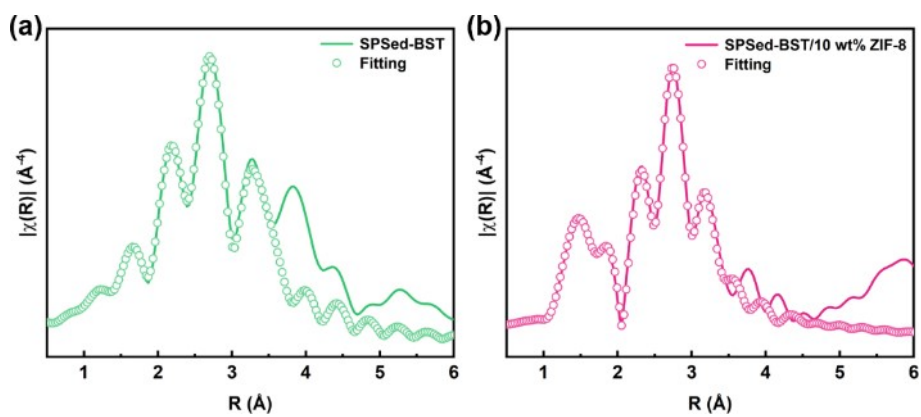 (a)
SPSed-BST
Fitting
|χ(R)| (Å⁻⁴)
1 2 3 4 5 6
R (Å)
(b)
SPSed-BST/10 wt% ZIF-8
Fitting
|χ(R)| (Å⁻⁴)
1 2 3 4 5 6
R (Å)